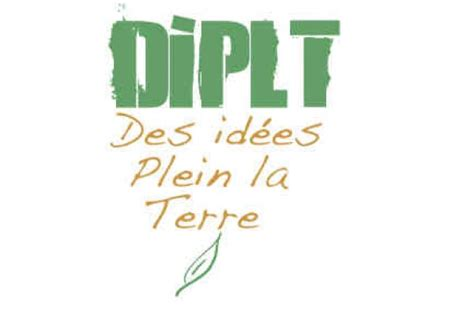 DiPLT
Des idées
Plein la
Terre